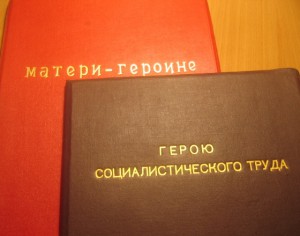 матери-героине
ГЕРОЮ
СОЦИАЛИСТИЧЕСКОГО ТРУДА